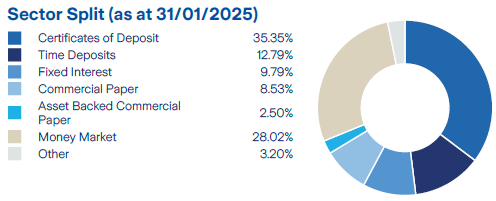 Sector Split (as at 31/01/2025)
Certificates of Deposit 35.35%
Time Deposits 12.79%
Fixed Interest 9.79%
Commercial Paper 8.53%
Asset Backed Commercial
Paper 2.50%
Money Market 28.02%
Other 3.20%